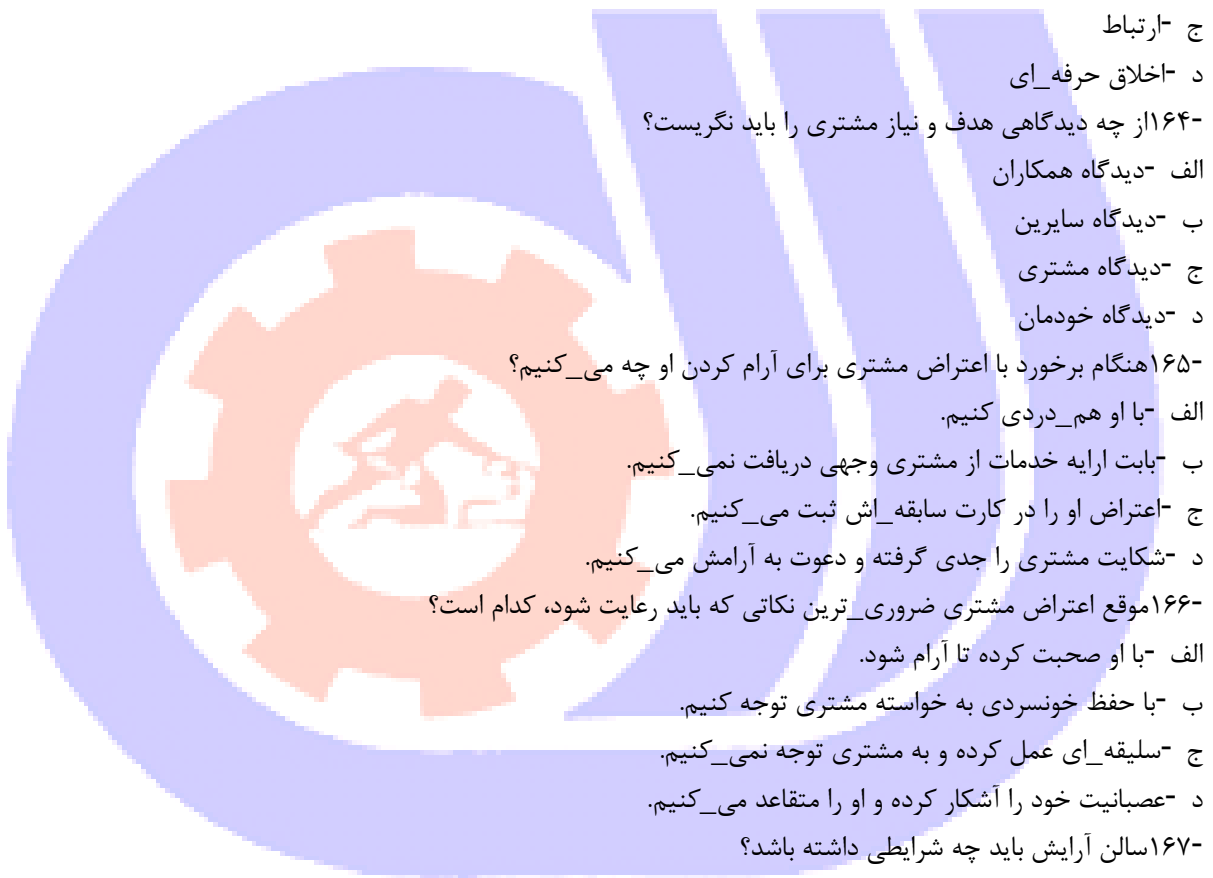 ج -ارتباط
د -اخلاق حرفه_ای
-۱۶۴از چه دیدگاهی هدف و نیاز مشتری را باید نگریست؟
الف -دیدگاه همکاران
ب -دیدگاه سایرین
ج -دیدگاه مشتری
د -دیدگاه خودمان
-۱۶۵هنگام برخورد با اعتراض مشتری برای آرام کردن او چه می_کنیم؟
الف -با او هم_دردی کنیم.
ب -بابت ارایه خدمات از مشتری وجهی دریافت نمی_کنیم.
ج -اعتراض او را در کارت سابقه_اش ثبت می_کنیم.
د -شکایت مشتری را جدی گرفته و دعوت به آرامش می_کنیم.
-۱۶۶موقع اعتراض مشتری ضروری_ترین نکاتی که باید رعایت شود، کدام است؟
الف -با او صحبت کرده تا آرام شود.
ب -با حفظ خونسردی به خواسته مشتری توجه کنیم.
ج -سلیقه_ای عمل کرده و به مشتری توجه نمی_کنیم.
د -عصبانیت خود را آشکار کرده و او را متقاعد می_کنیم.
-۱۶۷سالن آرایش باید چه شرایطی داشته باشد؟